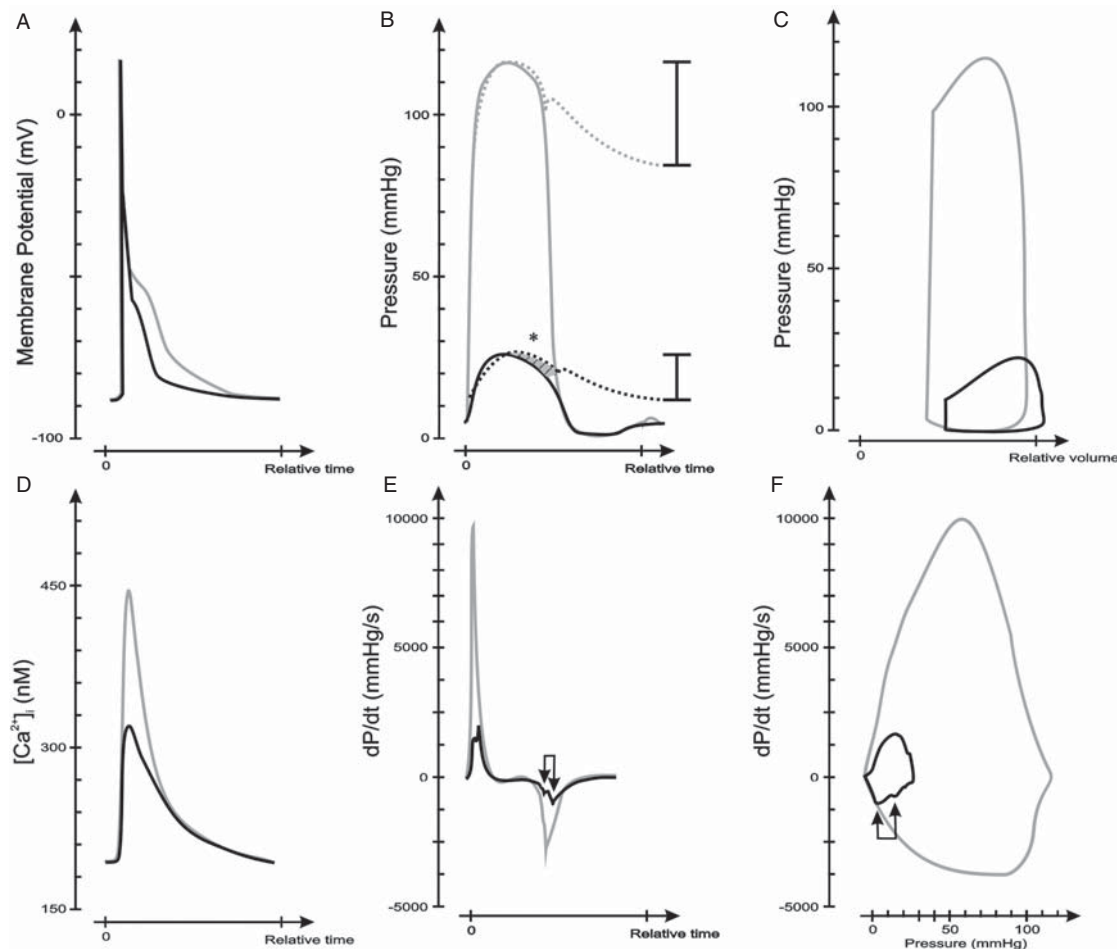 A
Membrane Potential (mV)
0
-100
0
Relative time
B
Pressure (mmHg)
100
50
0
*
0
Relative time
C
Pressure (mmHg)
100
50
0
0
Relative volume
D
[Ca²⁺]ᵢ (nM)
450
300
150
0
Relative time
E
dP/dt (mmHg/s)
10000
5000
0
-5000
0
Relative time
F
dP/dt (mmHg/s)
10000
5000
0
-5000
0
50
100
Pressure (mmHg)